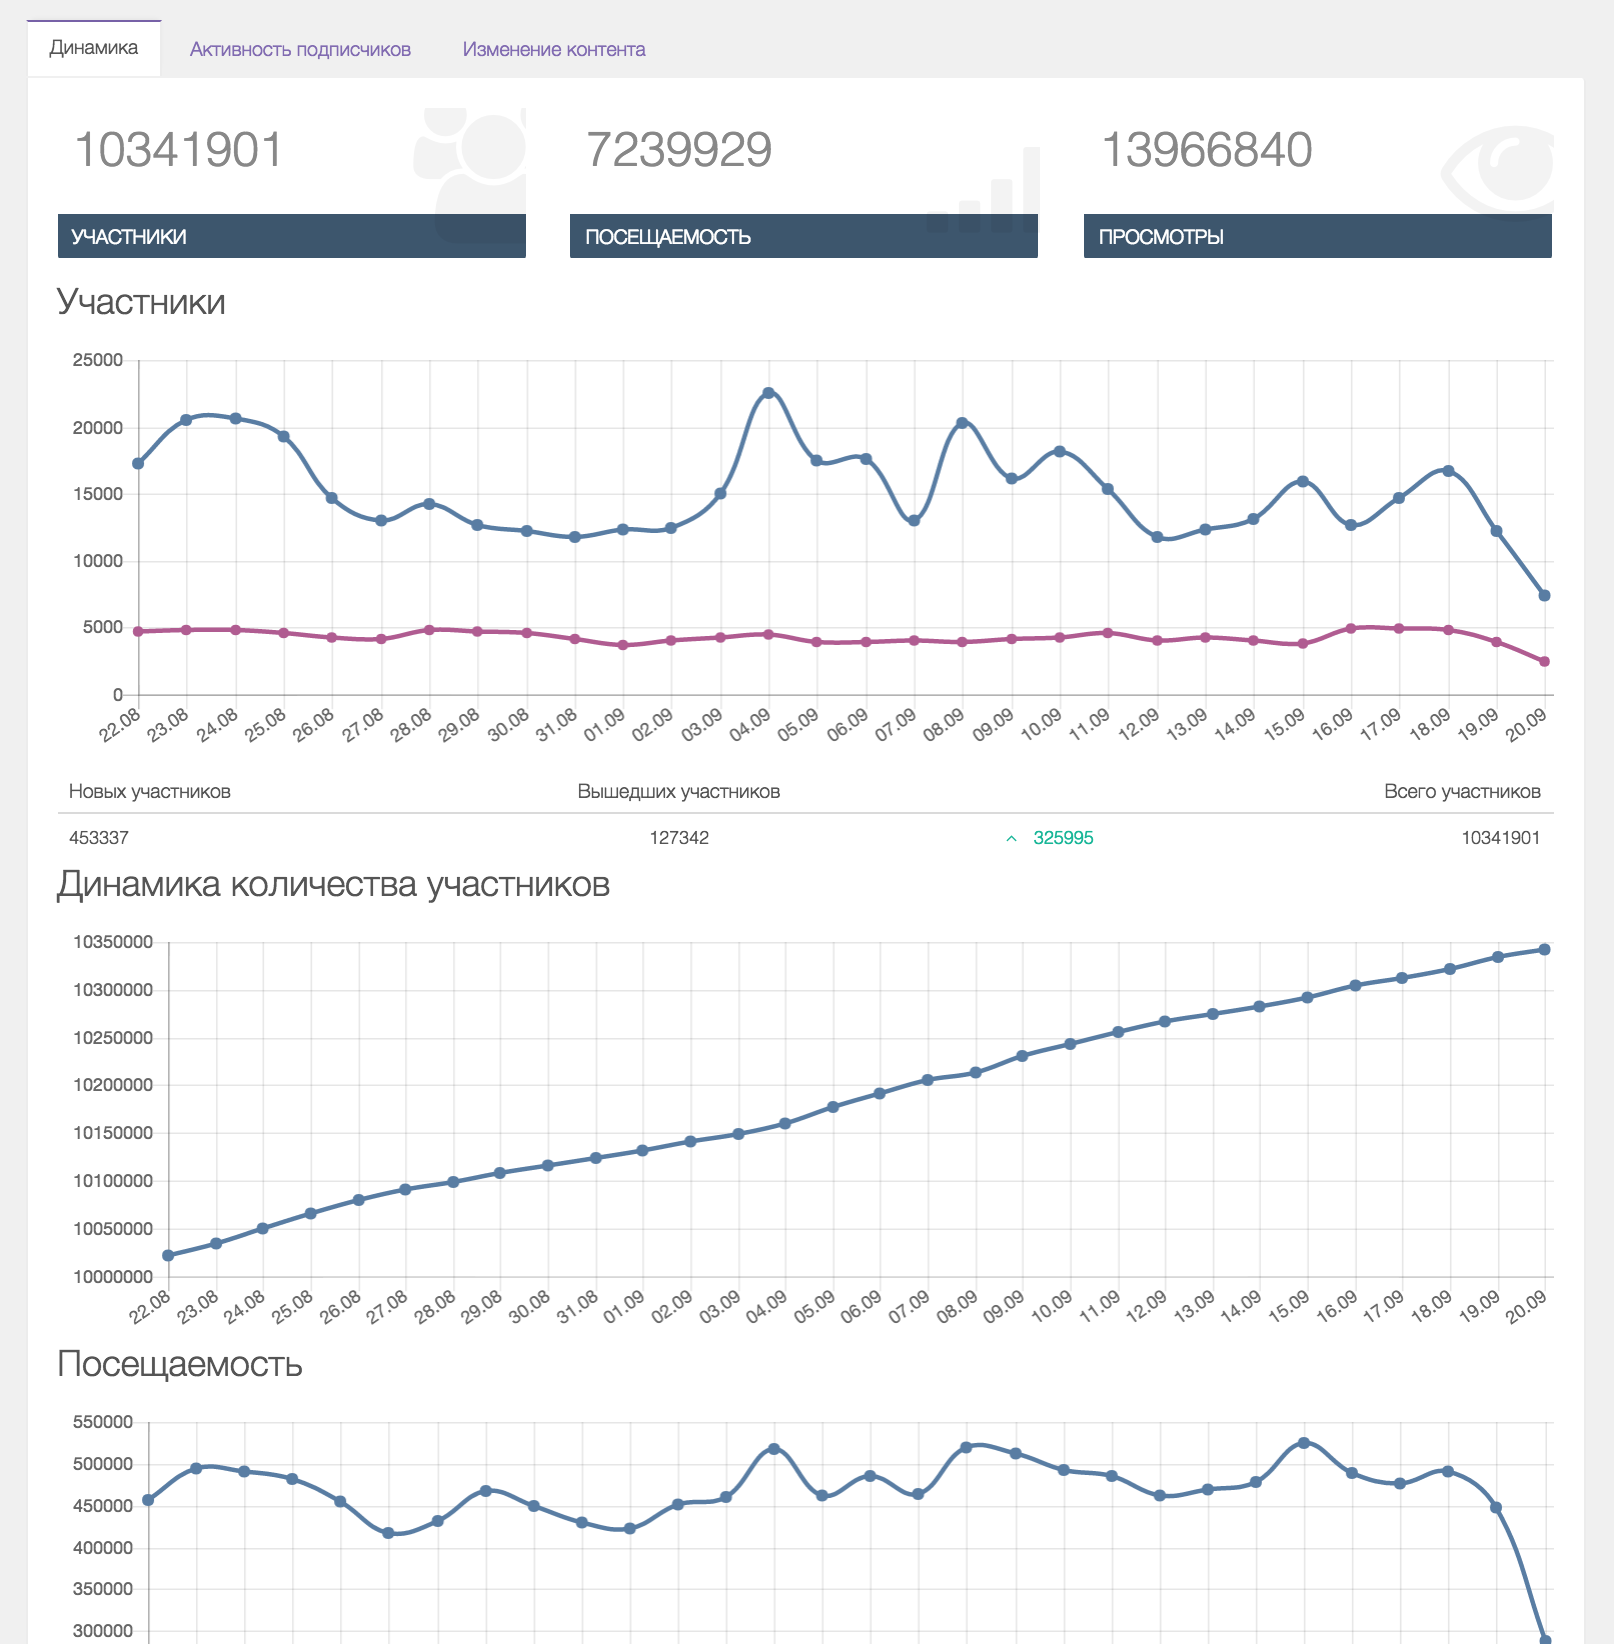 Динамика Активность подписчиков Изменение контента
10341901 7239929 13966840
УЧАСТНИКИ ПОСЕЩАЕМОСТЬ ПРОСМОТРЫ
Участники
25000
20000
15000
10000
5000
0
22.08 23.08 24.08 25.08 26.08 27.08 28.08 29.08 30.08 31.08 01.09 02.09 03.09 04.09 05.09 06.09 07.09 08.09 09.09 10.09 11.09 12.09 13.09 14.09 15.09 16.09 17.09 18.09 19.09 20.09
Новых участников Вышедших участников Всего участников
453337 127342 325995 10341901
Динамика количества участников
10350000
10300000
10250000
10200000
10150000
10100000
10050000
10000000
22.08 23.08 24.08 25.08 26.08 27.08 28.08 29.08 30.08 31.08 01.09 02.09 03.09 04.09 05.09 06.09 07.09 08.09 09.09 10.09 11.09 12.09 13.09 14.09 15.09 16.09 17.09 18.09 19.09 20.09
Посещаемость
550000
500000
450000
400000
350000
300000